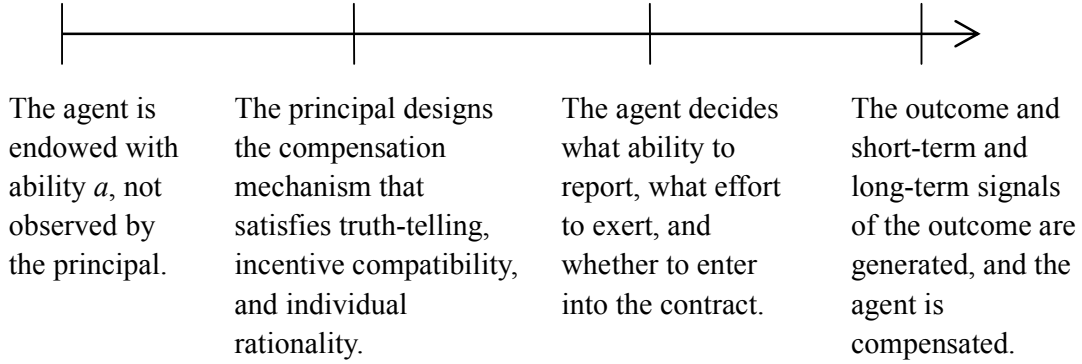 The agent is
endowed with
ability a, not
observed by
the principal.
The principal designs
the compensation
mechanism that
satisfies truth-telling,
incentive compatibility,
and individual
rationality.
The agent decides
what ability to
report, what effort
to exert, and
whether to enter
into the contract.
The outcome and
short-term and
long-term signals
of the outcome are
generated, and the
agent is
compensated.